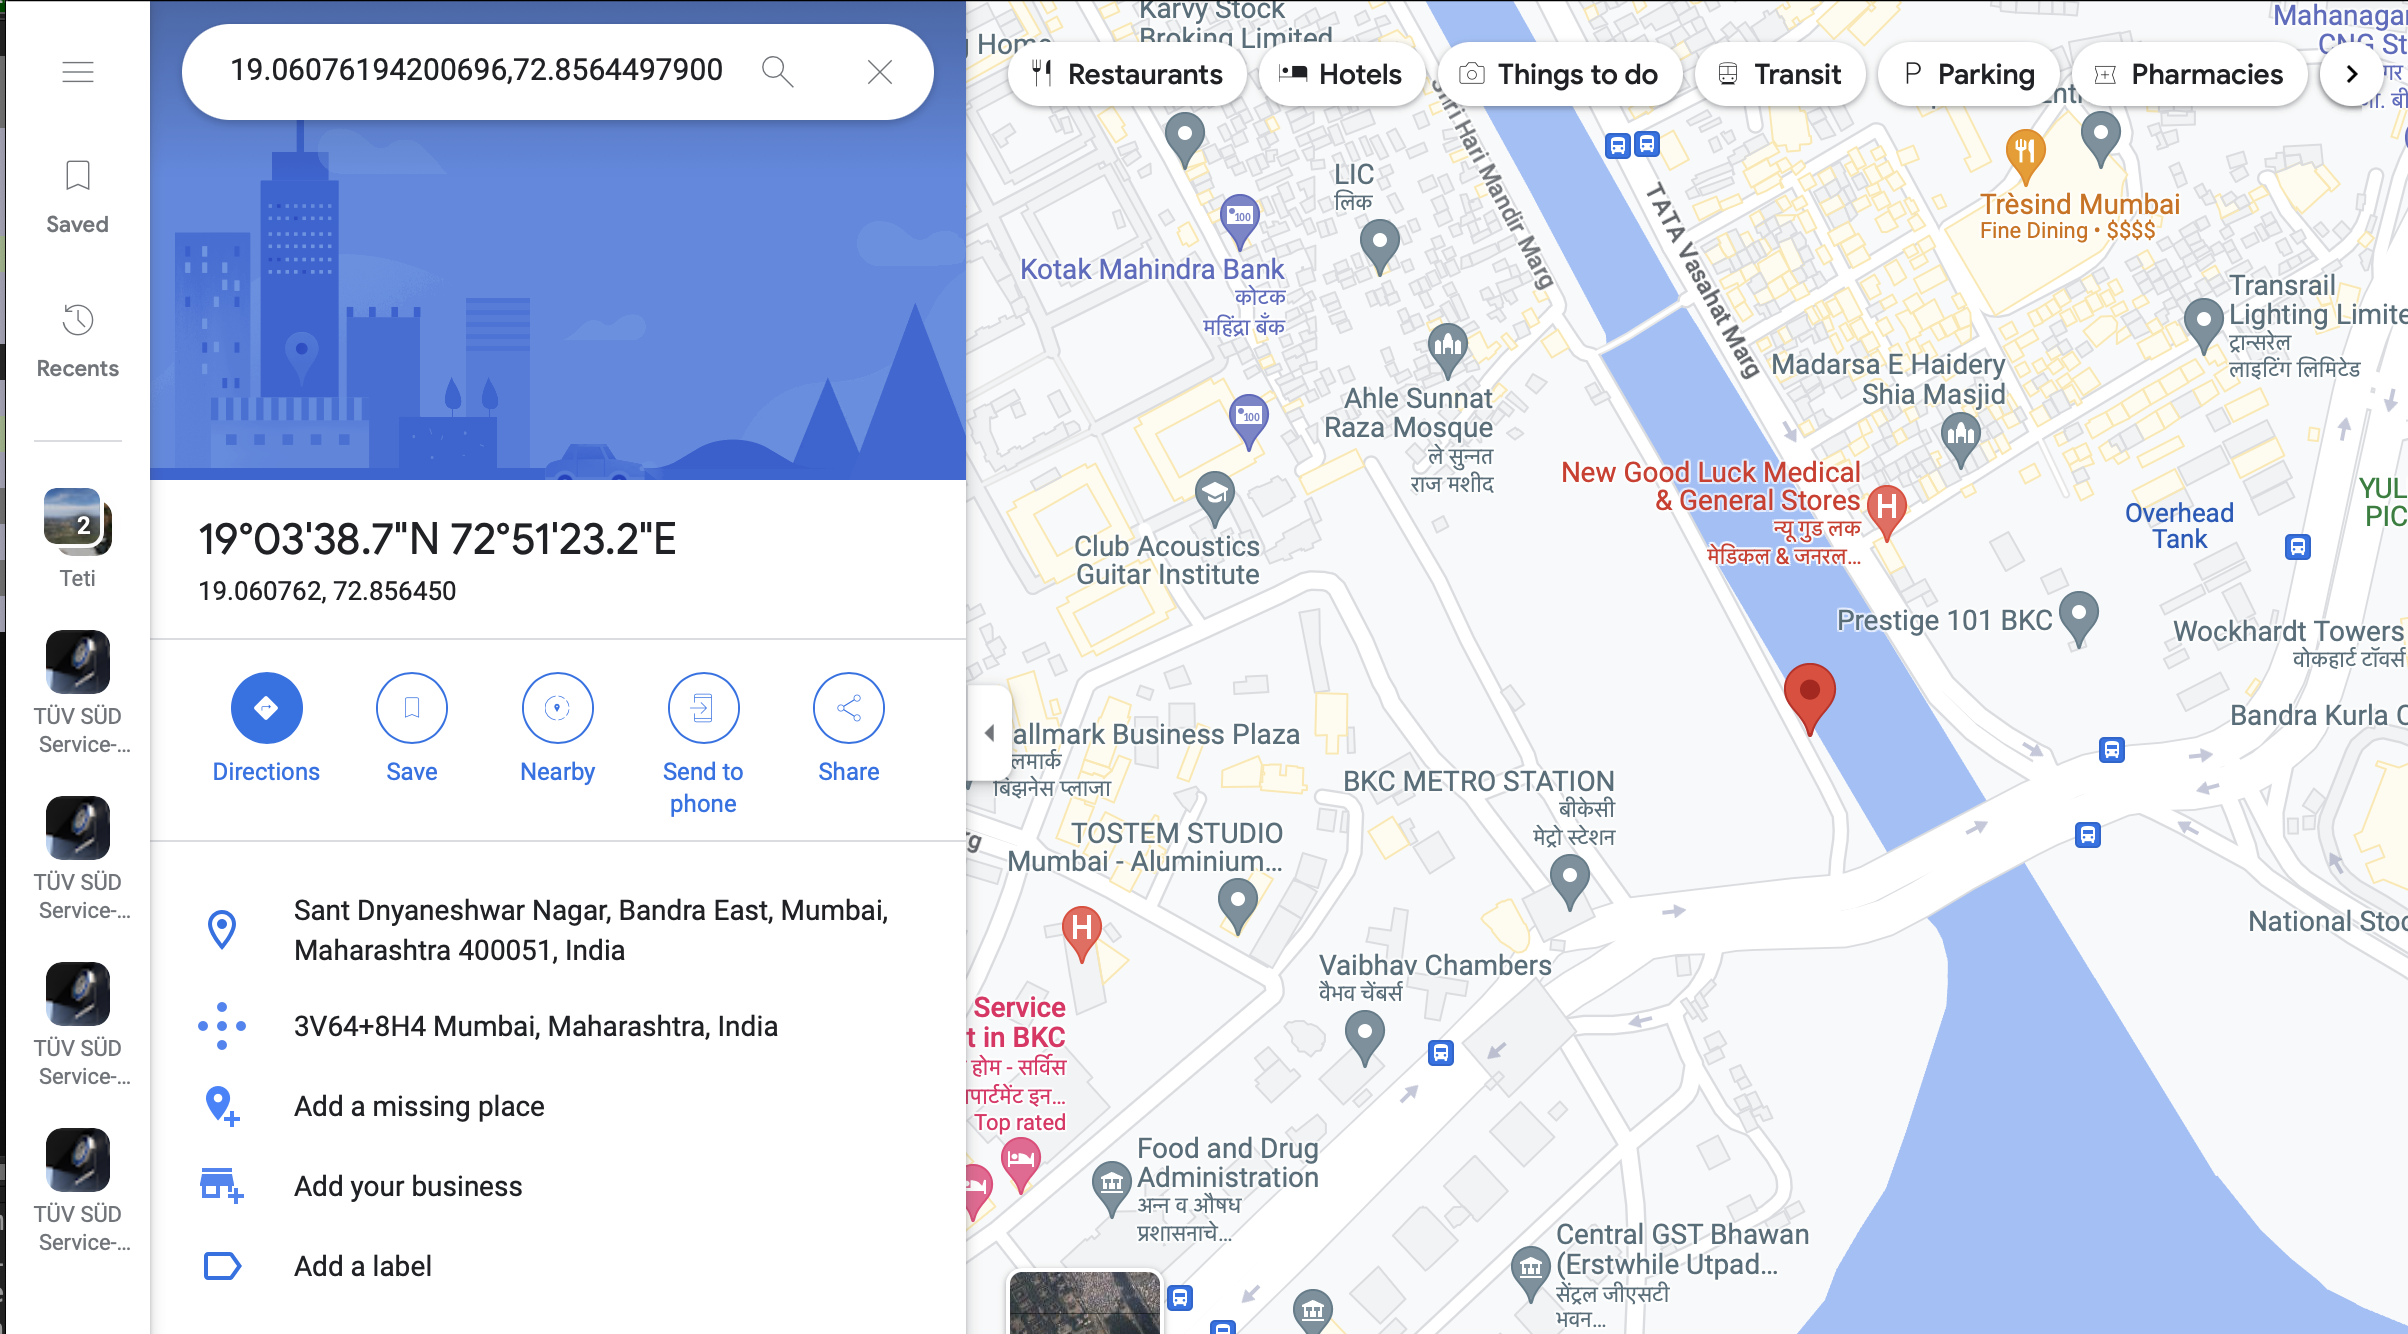 19.06076194200696,72.8564497900
Saved
Recents
2
Teti
TÜV SÜD
Service-...
TÜV SÜD
Service-...
TÜV SÜD
Service-...
TÜV SÜD
Service-...
19°03'38.7"N 72°51'23.2"E
19.060762, 72.856450
Directions
Save
Nearby
Send to
phone
Share
Sant Dnyaneshwar Nagar, Bandra East, Mumbai,
Maharashtra 400051, India
3V64+8H4 Mumbai, Maharashtra, India
Add a missing place
Add your business
Add a label
Karvy Stock
Broking Limited
Restaurants
Hotels
Things to do
Transit
P Parking
Pharmacies
CNG St
Shri Hari Mandir Marg
TATA Vasahat Marg
LIC
लिक
100
Kotak Mahindra Bank
कोटक
महिंद्रा बँक
100
Trèsind Mumbai
Fine Dining • $$$$
Transrail
Lighting Limite
ट्रान्सरेल
लाइटिंग लिमिटेड
Ahle Sunnat
Raza Mosque
ले सुन्नत
राज मशीद
Madarsa E Haidery
Shia Masjid
New Good Luck Medical
& General Stores
न्यू गुड लक
मेडिकल & जनरल...
H
Overhead
Tank
YUL
PIC
Club Acoustics
Guitar Institute
Prestige 101 BKC
Wockhardt Towers
वोकहार्ट टॉवर्स
Bandra Kurla C
allmark Business Plaza
लमार्क
बिझनेस प्लाजा
BKC METRO STATION
बीकेसी
मेट्रो स्टेशन
TOSTEM STUDIO
Mumbai - Aluminium...
H
National Stoc
Vaibhav Chambers
वैभव चेंबर्स
Service
t in BKC
होम - सर्विस
पार्टमेंट इन...
Top rated
Food and Drug
Administration
अन्न व औषध
प्रशासनाचे...
Central GST Bhawan
(Erstwhile Utpad...
सेंट्रल जीएसटी
भवन...